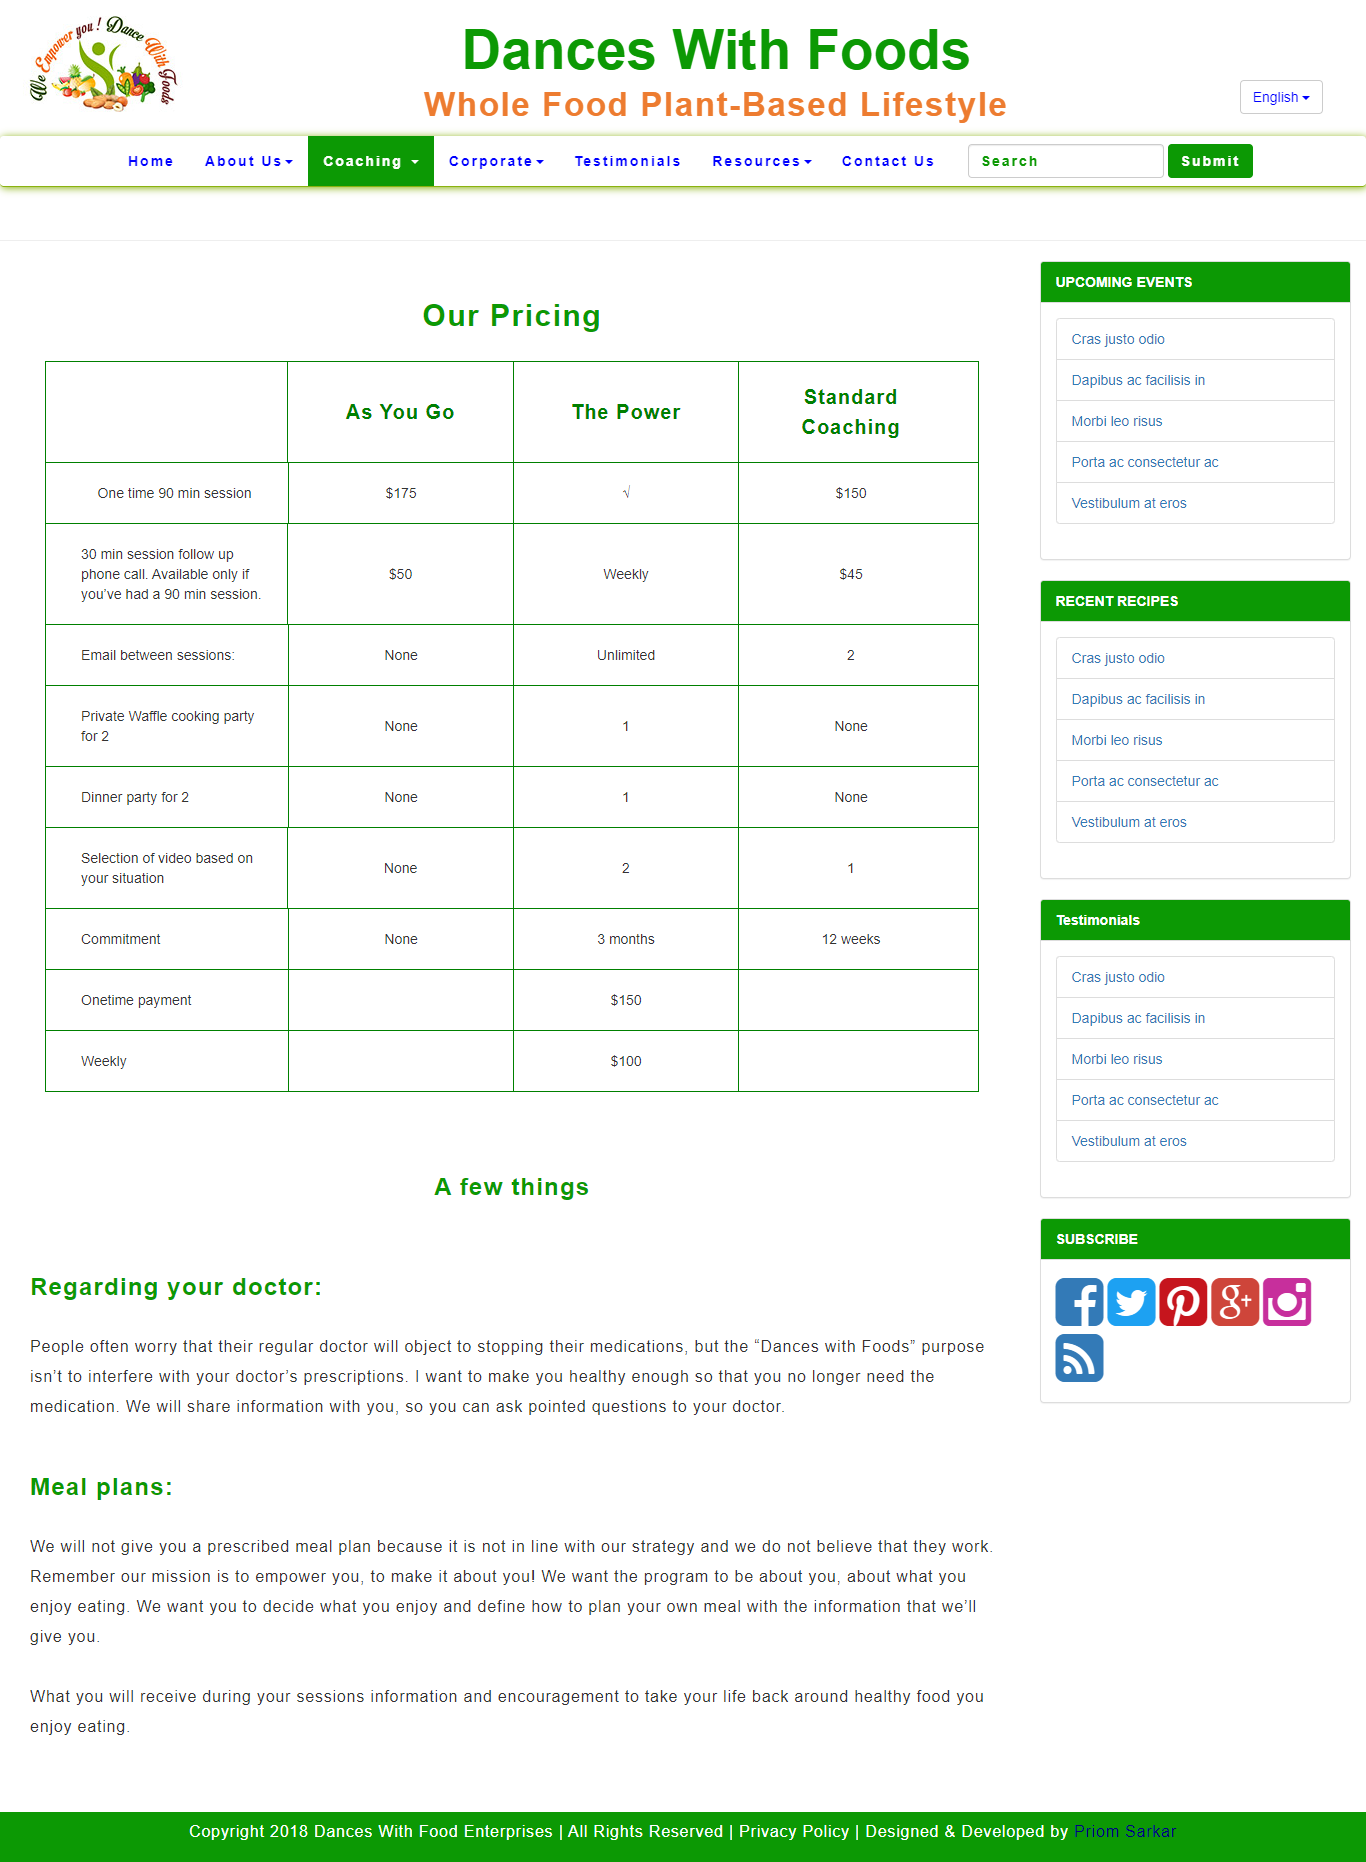 We Empower you ! Dance With Foods
Dances With Foods
Whole Food Plant-Based Lifestyle
English
Home About Us Coaching Corporate Testimonials Resources Contact Us Search Submit
Our Pricing
As You Go The Power Standard
Coaching
One time 90 min session $175 √ $150
30 min session follow up
phone call. Available only if
you’ve had a 90 min session.
$50 Weekly $45
Email between sessions: None Unlimited 2
Private Waffle cooking party
for 2
None 1 None
Dinner party for 2 None 1 None
Selection of video based on
your situation
None 2 1
Commitment None 3 months 12 weeks
Onetime payment $150
Weekly $100
A few things
Regarding your doctor:
People often worry that their regular doctor will object to stopping their medications, but the “Dances with Foods” purpose
isn’t to interfere with your doctor’s prescriptions. I want to make you healthy enough so that you no longer need the
medication. We will share information with you, so you can ask pointed questions to your doctor.
Meal plans:
We will not give you a prescribed meal plan because it is not in line with our strategy and we do not believe that they work.
Remember our mission is to empower you, to make it about you! We want the program to be about you, about what you
enjoy eating. We want you to decide what you enjoy and define how to plan your own meal with the information that we’ll
give you.
What you will receive during your sessions information and encouragement to take your life back around healthy food you
enjoy eating.
UPCOMING EVENTS
Cras justo odio
Dapibus ac facilisis in
Morbi leo risus
Porta ac consectetur ac
Vestibulum at eros
RECENT RECIPES
Cras justo odio
Dapibus ac facilisis in
Morbi leo risus
Porta ac consectetur ac
Vestibulum at eros
Testimonials
Cras justo odio
Dapibus ac facilisis in
Morbi leo risus
Porta ac consectetur ac
Vestibulum at eros
SUBSCRIBE
Copyright 2018 Dances With Food Enterprises | All Rights Reserved | Privacy Policy | Designed & Developed by Priom Sarkar